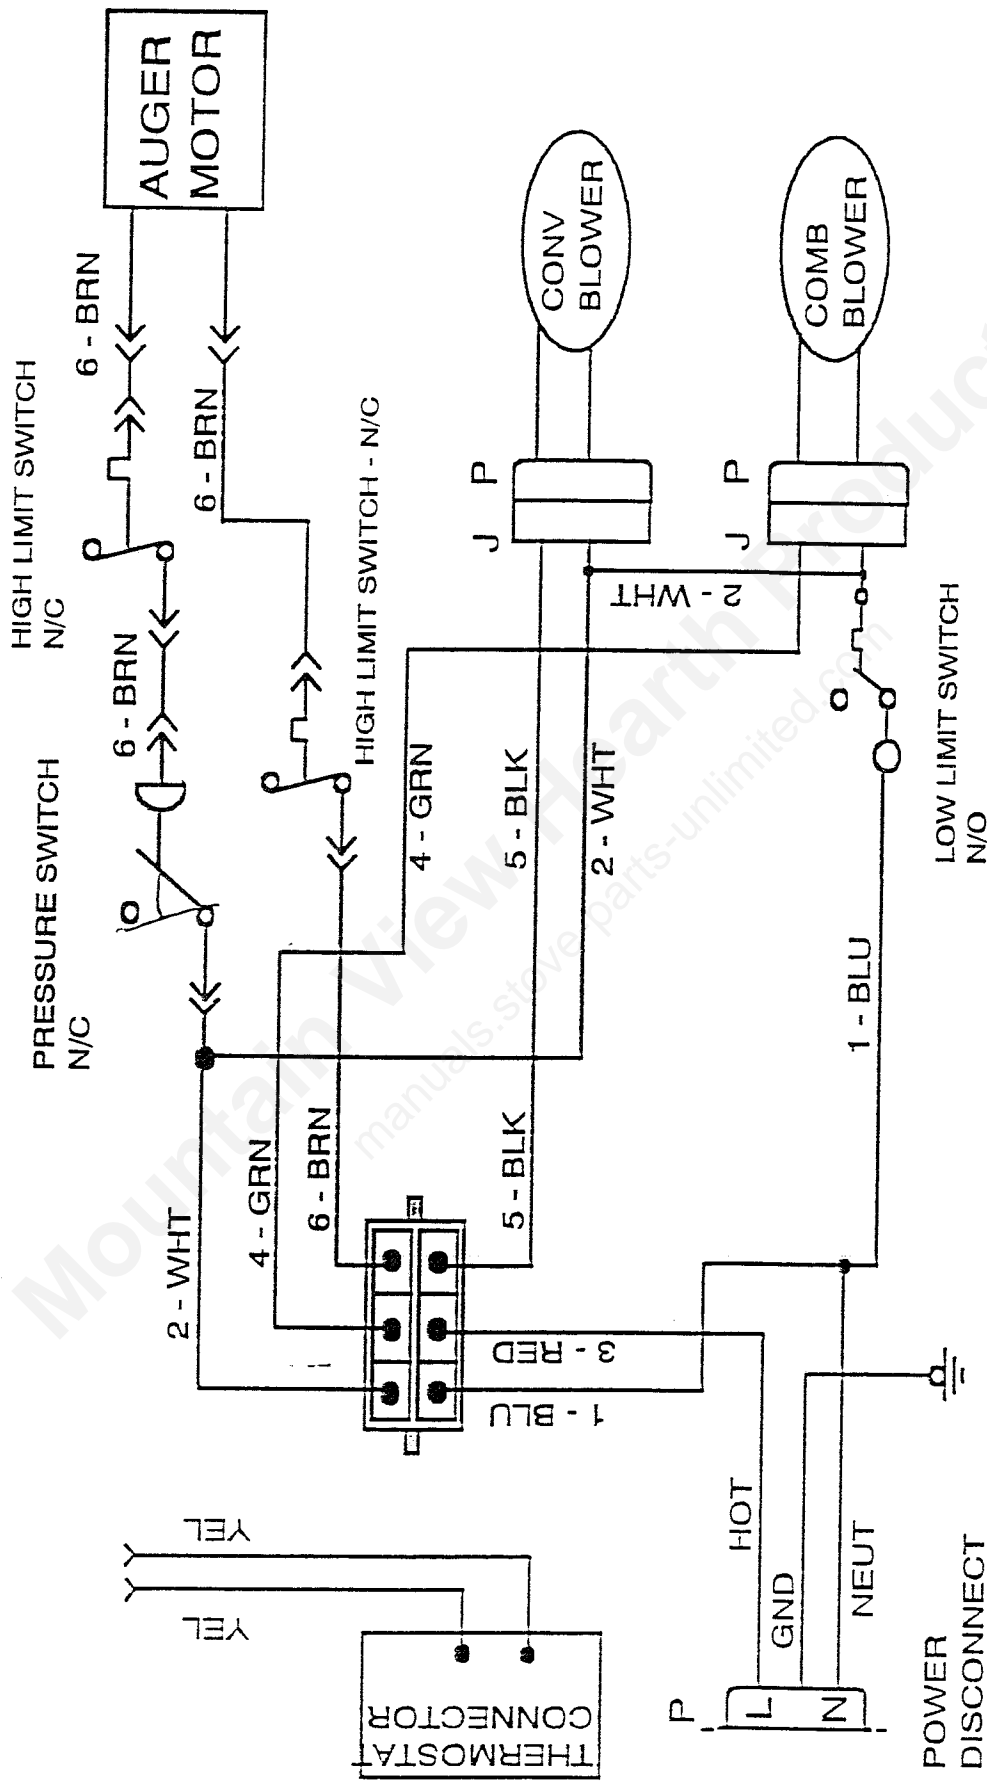 HIGH LIMIT SWITCH
N/C
6 - BRN
AUGER
MOTOR
6 - BRN
PRESSURE SWITCH
N/C
6 - BRN
HIGH LIMIT SWITCH - N/C
J P
CONV
BLOWER
2 - WHT
4 - GRN
6 - BRN
4 - GRN
5 - BLK
2 - WHT
5 - BLK
2 - WHT
J P
COMB
BLOWER
LOW LIMIT SWITCH
N/O
1 - BLU
3 - RED
1 - BLU
YEL
YEL
THERMOSTAT
CONNECTOR
HOT
GND
NEUT
P
L
N
POWER
DISCONNECT
Mountain View Hearth Produc
manuals.stoveparts-unlimited.com